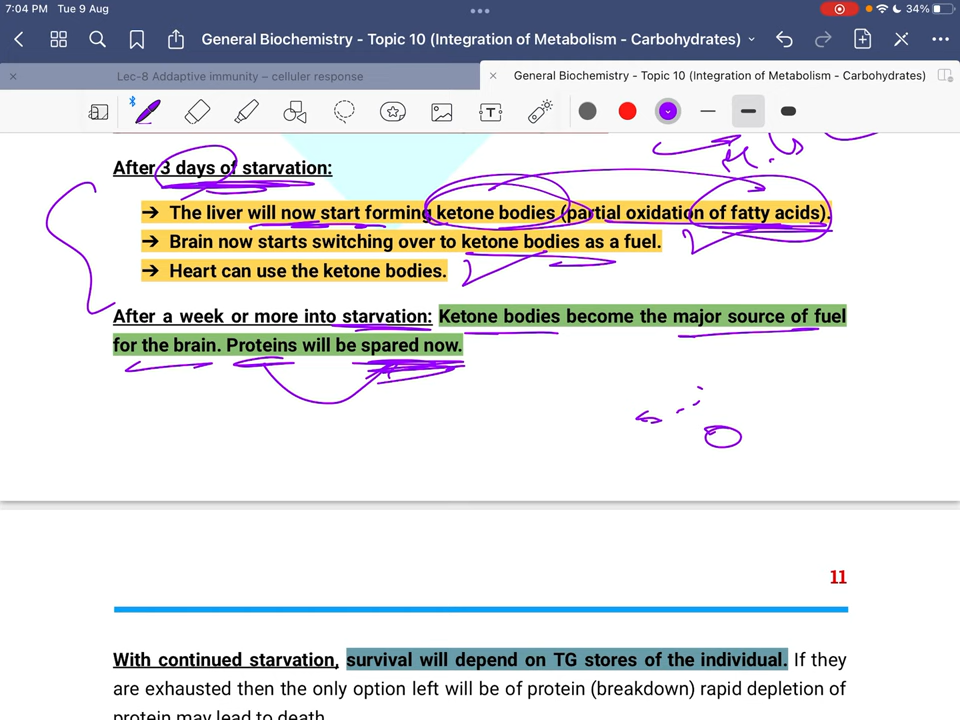 7:04 PM Tue 9 Aug
34%
General Biochemistry - Topic 10 (Integration of Metabolism - Carbohydrates)
Lec-8 Addaptive immunity – celluler response
General Biochemistry - Topic 10 (Integration of Metabolism - Carbohydrates)
After 3 days of starvation:
→ The liver will now start forming ketone bodies (partial oxidation of fatty acids).
→ Brain now starts switching over to ketone bodies as a fuel.
→ Heart can use the ketone bodies.
After a week or more into starvation: Ketone bodies become the major source of fuel
for the brain. Proteins will be spared now.
11
With continued starvation, survival will depend on TG stores of the individual. If they
are exhausted then the only option left will be of protein (breakdown) rapid depletion of
protein may lead to death.